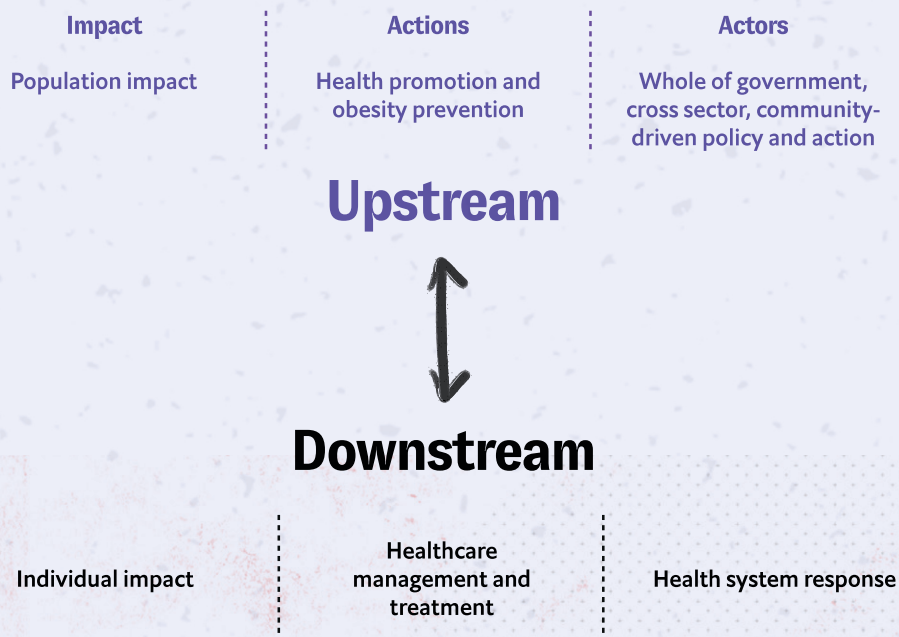 Impact
Actions
Actors
Population impact
Health promotion and
obesity prevention
Whole of government,
cross sector, community-
driven policy and action
Upstream
Downstream
Individual impact
Healthcare
management and
treatment
Health system response